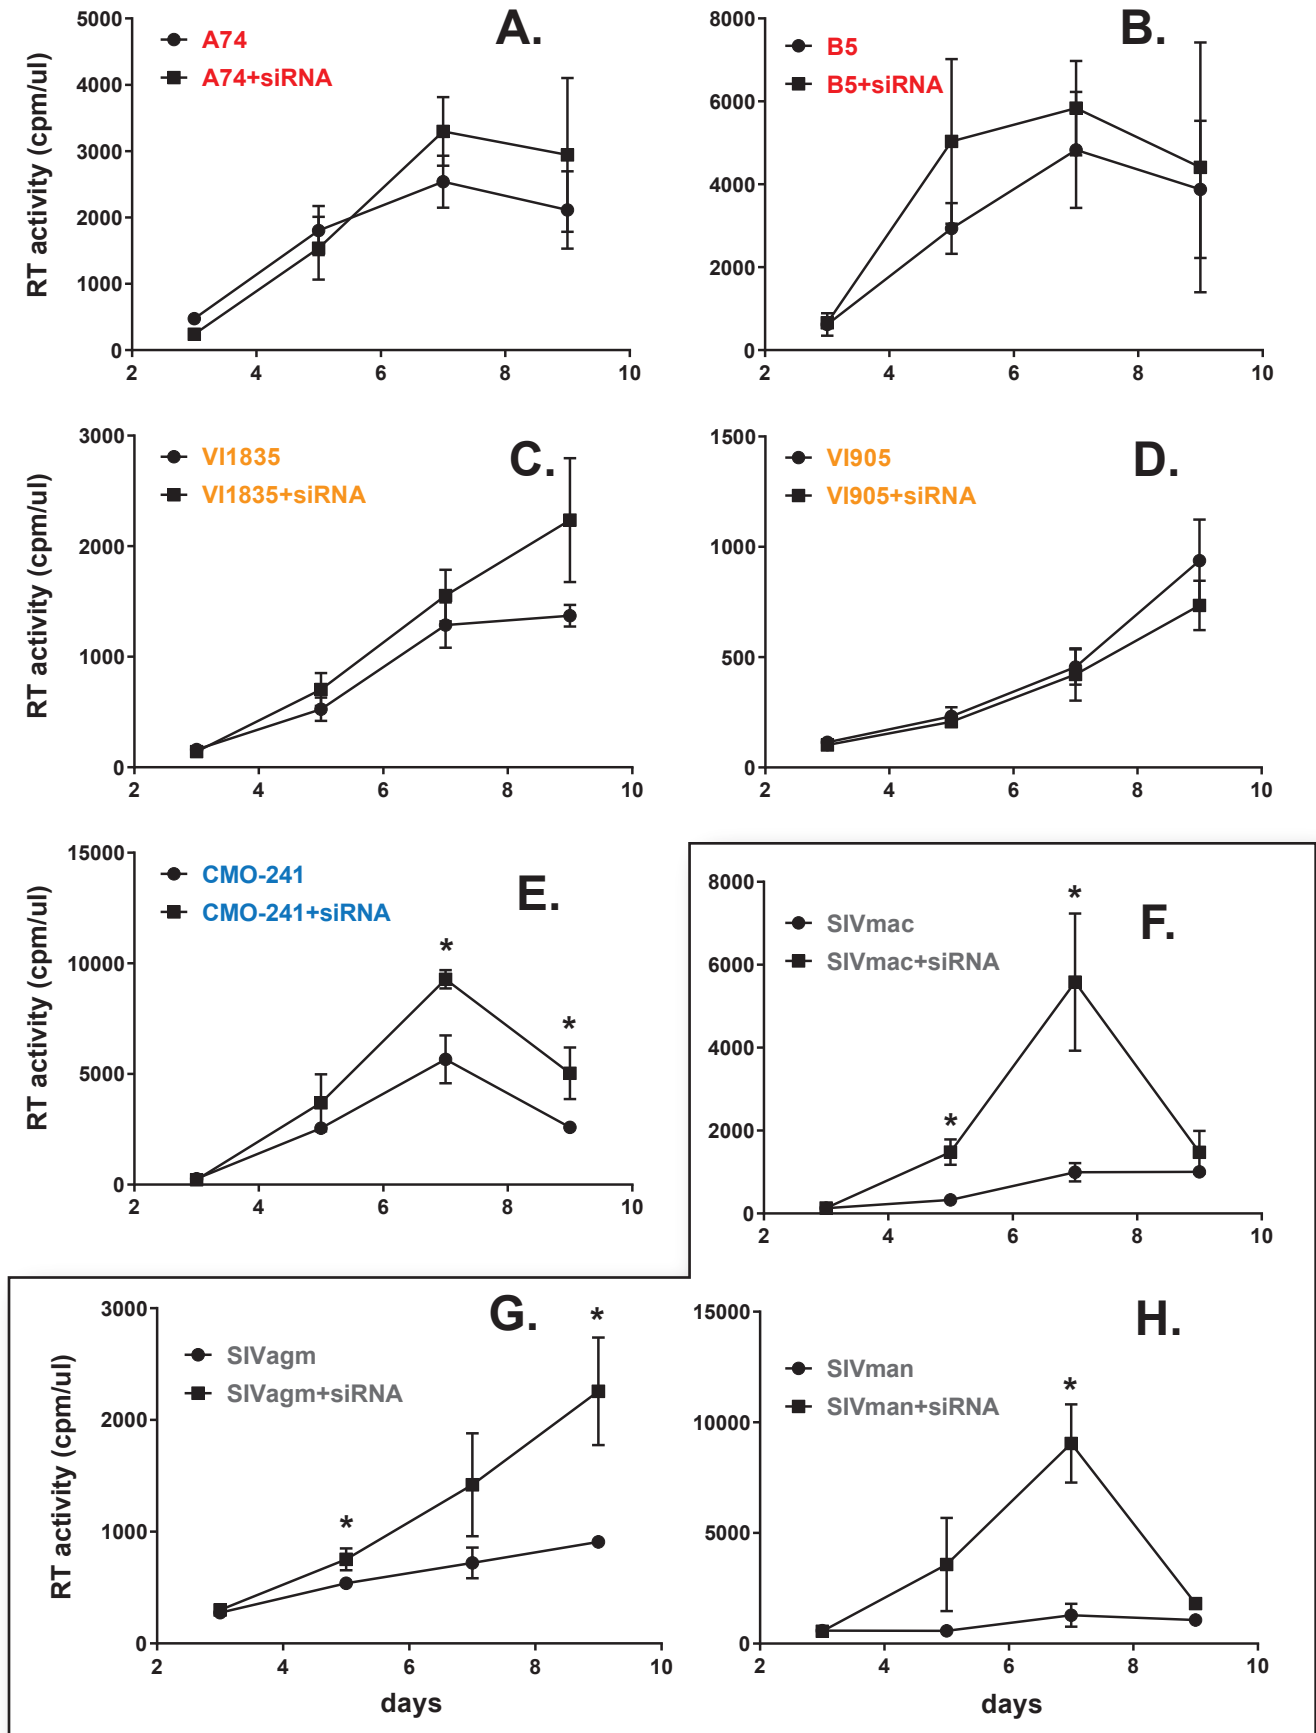 A.
A74
A74+siRNA
RT activity (cpm/ul)
5000
4000
3000
2000
1000
0
2 4 6 8 10
B.
B5
B5+siRNA
8000
6000
4000
2000
0
2 4 6 8 10
C.
VI1835
VI1835+siRNA
RT activity (cpm/ul)
3000
2000
1000
0
2 4 6 8 10
D.
VI905
VI905+siRNA
1500
1000
500
0
2 4 6 8 10
E.
CMO-241
CMO-241+siRNA
RT activity (cpm/ul)
15000
10000
5000
0
*
*
2 4 6 8 10
F.
SIVmac
SIVmac+siRNA
8000
6000
4000
2000
0
*
*
2 4 6 8 10
G.
SIVagm
SIVagm+siRNA
RT activity (cpm/ul)
3000
2000
1000
0
*
*
2 4 6 8 10
days
H.
SIVman
SIVman+siRNA
15000
10000
5000
0
*
2 4 6 8 10
days